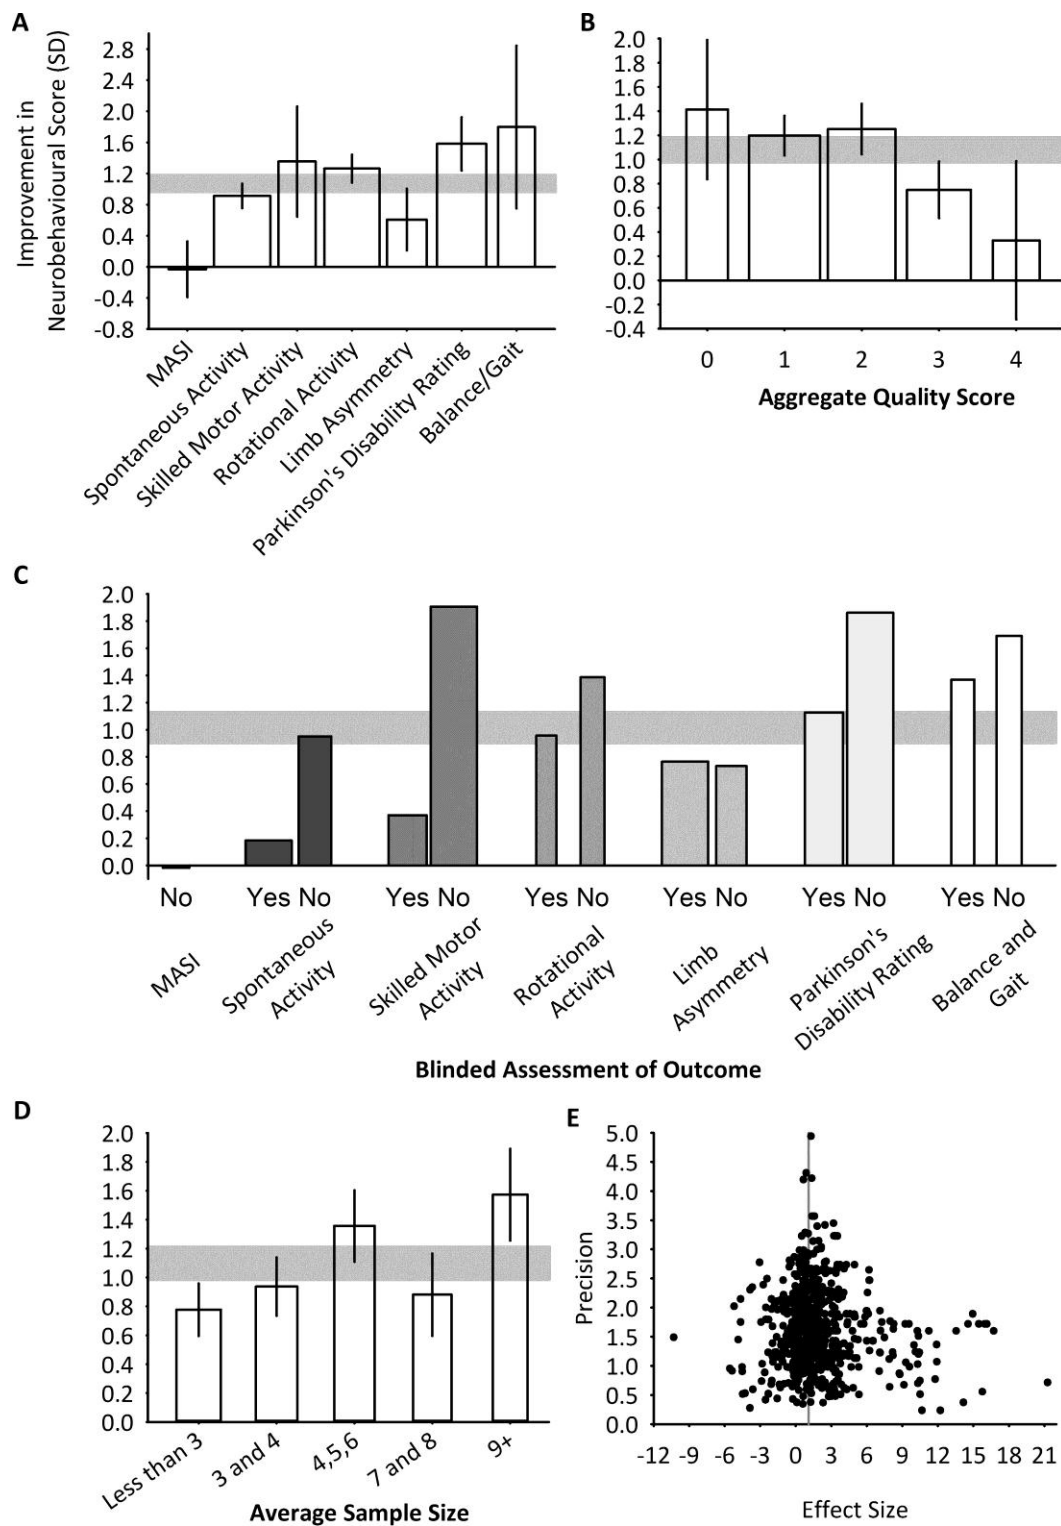 A
Improvement in
Neurobehavioural Score (SD)
2.8
2.4
2.0
1.6
1.2
0.8
0.4
0.0
-0.4
-0.8
MASI
Spontaneous Activity
Skilled Motor Activity
Rotational Activity
Limb Asymmetry
Parkinson's Disability Rating
Balance/Gait
B
2.0
1.8
1.6
1.4
1.2
1.0
0.8
0.6
0.4
0.2
0.0
-0.2
-0.4
0 1 2 3 4
Aggregate Quality Score
C
2.0
1.8
1.6
1.4
1.2
1.0
0.8
0.6
0.4
0.2
0.0
No Yes No Yes No Yes No Yes No Yes No Yes No
MASI
Spontaneous
Activity
Skilled Motor
Activity
Rotational
Activity
Limb
Asymmetry
Parkinson's
Disability Rating
Balance and
Gait
Blinded Assessment of Outcome
D
2.0
1.8
1.6
1.4
1.2
1.0
0.8
0.6
0.4
0.2
0.0
Less than 3
3 and 4
4,5,6
7 and 8
9+
Average Sample Size
E
Precision
5.0
4.5
4.0
3.5
3.0
2.5
2.0
1.5
1.0
0.5
0.0
-12 -9 -6 -3 0 3 6 9 12 15 18 21
Effect Size